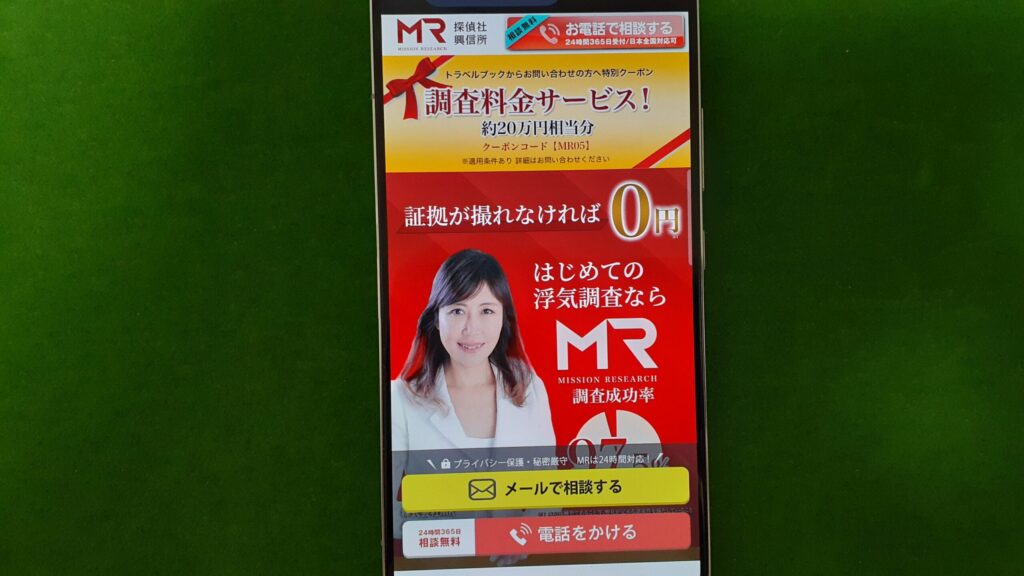 MR
MISSION RESEARCH
探偵社
興信所
相談無料
お電話で相談する
24時間365日受付/日本全国対応可
トラベルブックからお問い合わせの方へ特別クーポン
調査料金サービス!
約20万円相当分
クーポンコード【MR05】
※適用条件あり 詳細はお問い合わせください
証拠が撮れなければ 0円
はじめての
浮気調査なら
MR
MISSION RESEARCH
調査成功率
プライバシー保護・秘密厳守 MRは24時間対応!
メールで相談する
24時間365日
相談無料
電話をかける